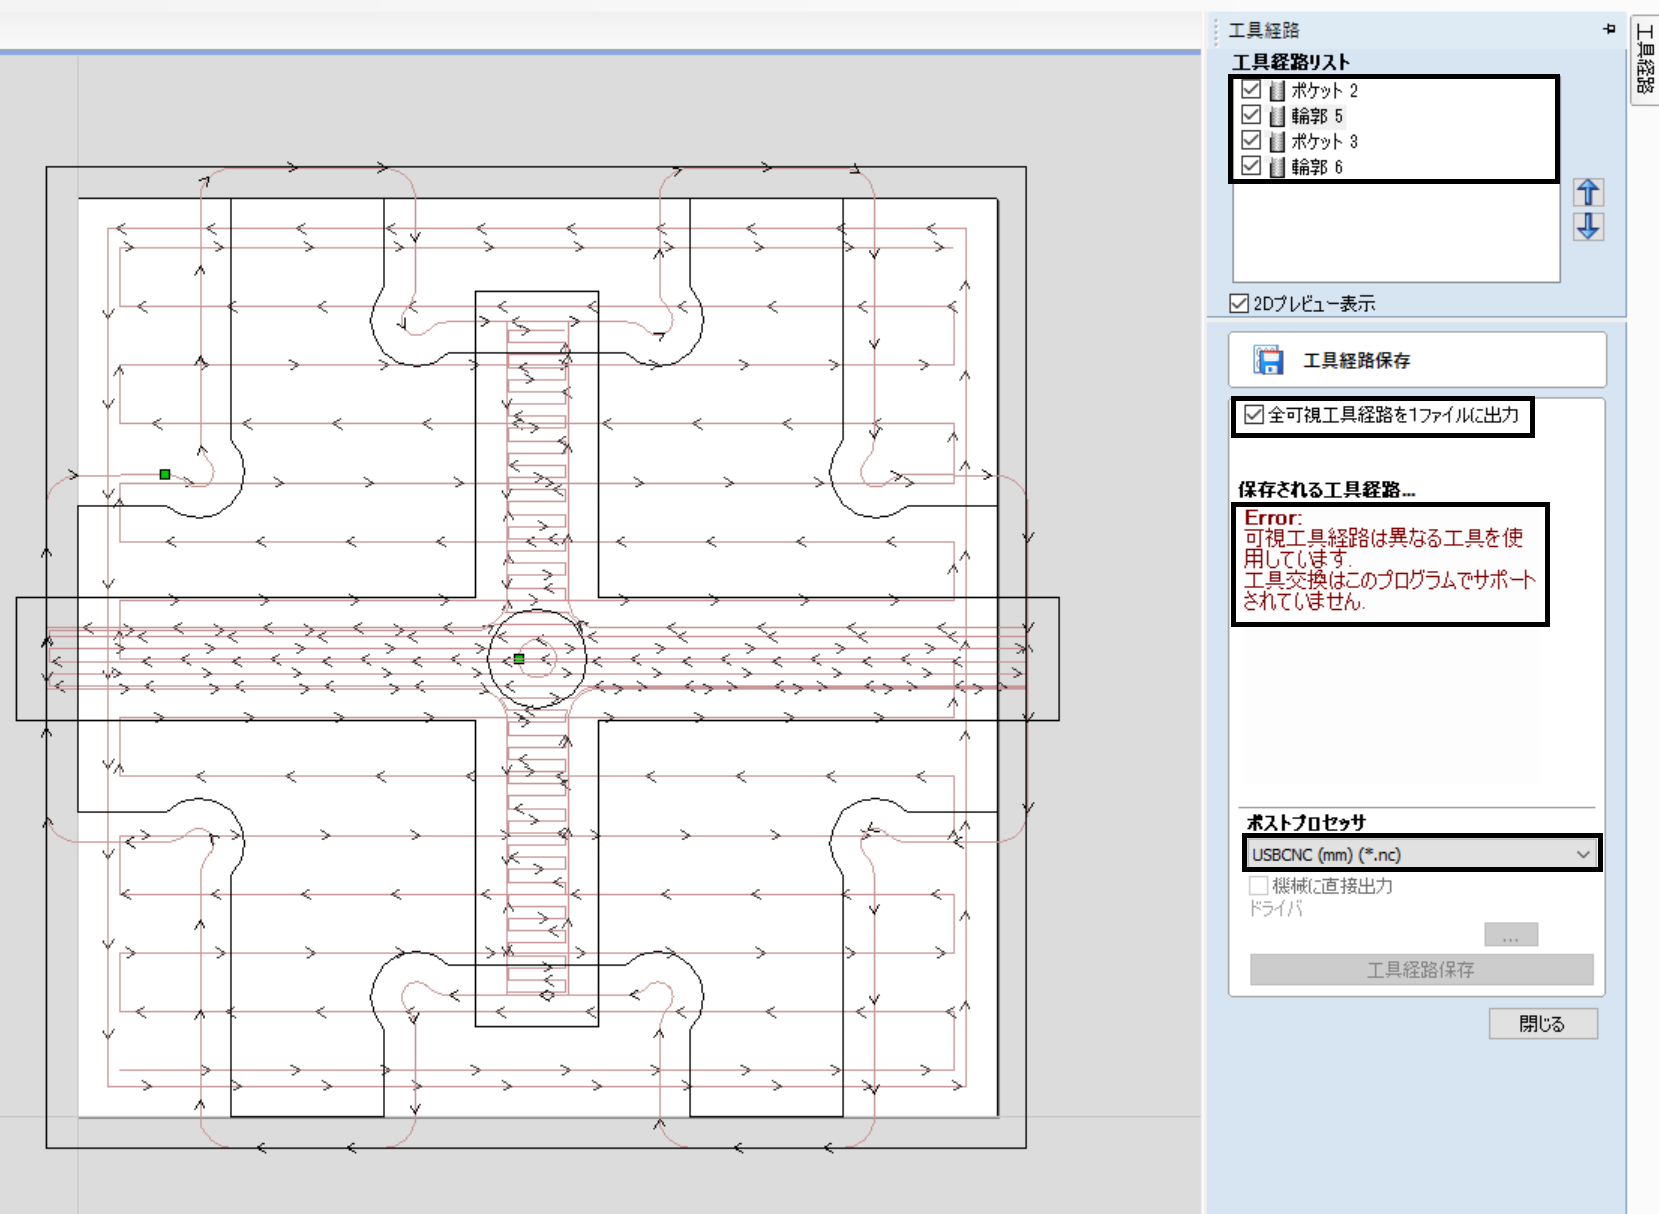 工具経路
工具経路
工具経路リスト
ポケット 2
輪郭 5
ポケット 3
輪郭 6
2Dプレビュー表示
工具経路保存
全可視工具経路を1ファイルに出力
保存される工具経路...
Error:
可視工具経路は異なる工具を使
用しています.
工具交換はこのプログラムでサポート
されていません.
ポストプロセッサ
USBCNC (mm) (*.nc)
機械に直接出力
ドライバ
...
工具経路保存
閉じる